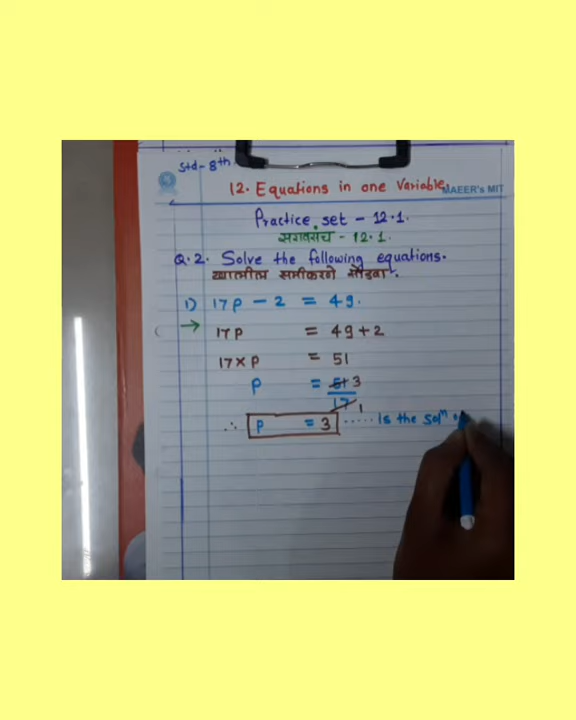 Std-8th
12. Equations in one Variable.
MAEER's MIT
Practice set - 12.1.
सरावसंच - 12.1.
Q.2. Solve the following equations.
खालील समीकरणे सोडवा.
1) 17p - 2 = 49.
→ 17p = 49+2
17×p = 51
p = 51 3
17 1
∴ p = 3 ..... is the solⁿ